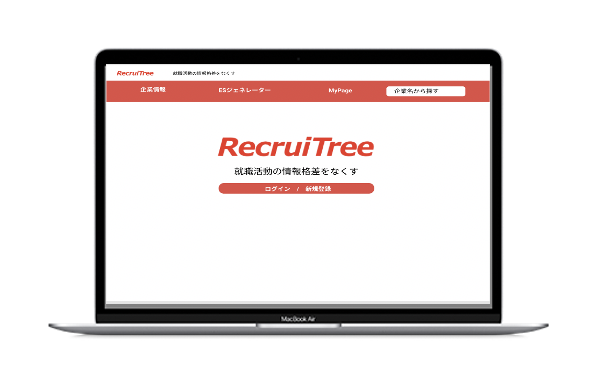 RecruiTree 就職活動の情報格差をなくす
企業情報 ESジェネレーター MyPage 企業名から探す
RecruiTree
就職活動の情報格差をなくす
ログイン / 新規登録
MacBook Air